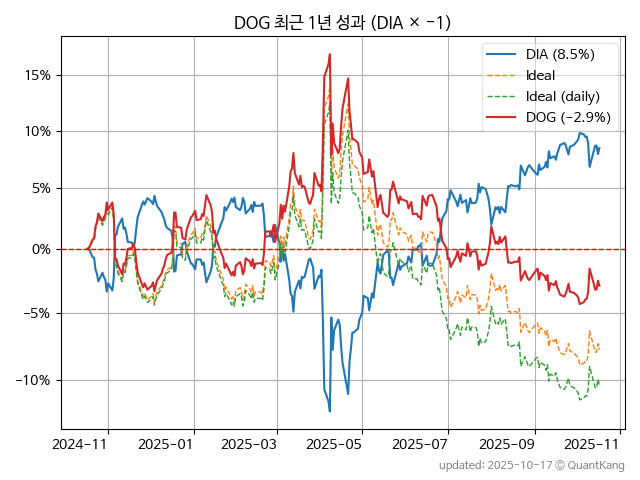 DOG 최근 1년 성과 (DIA × −1)
DIA (8.5%)
Ideal
Ideal (daily)
DOG (−2.9%)
15%
10%
5%
0%
−5%
−10%
2024−11 2025−01 2025−03 2025−05 2025−07 2025−09 2025−11
updated: 2025-10-17 © QuantKang